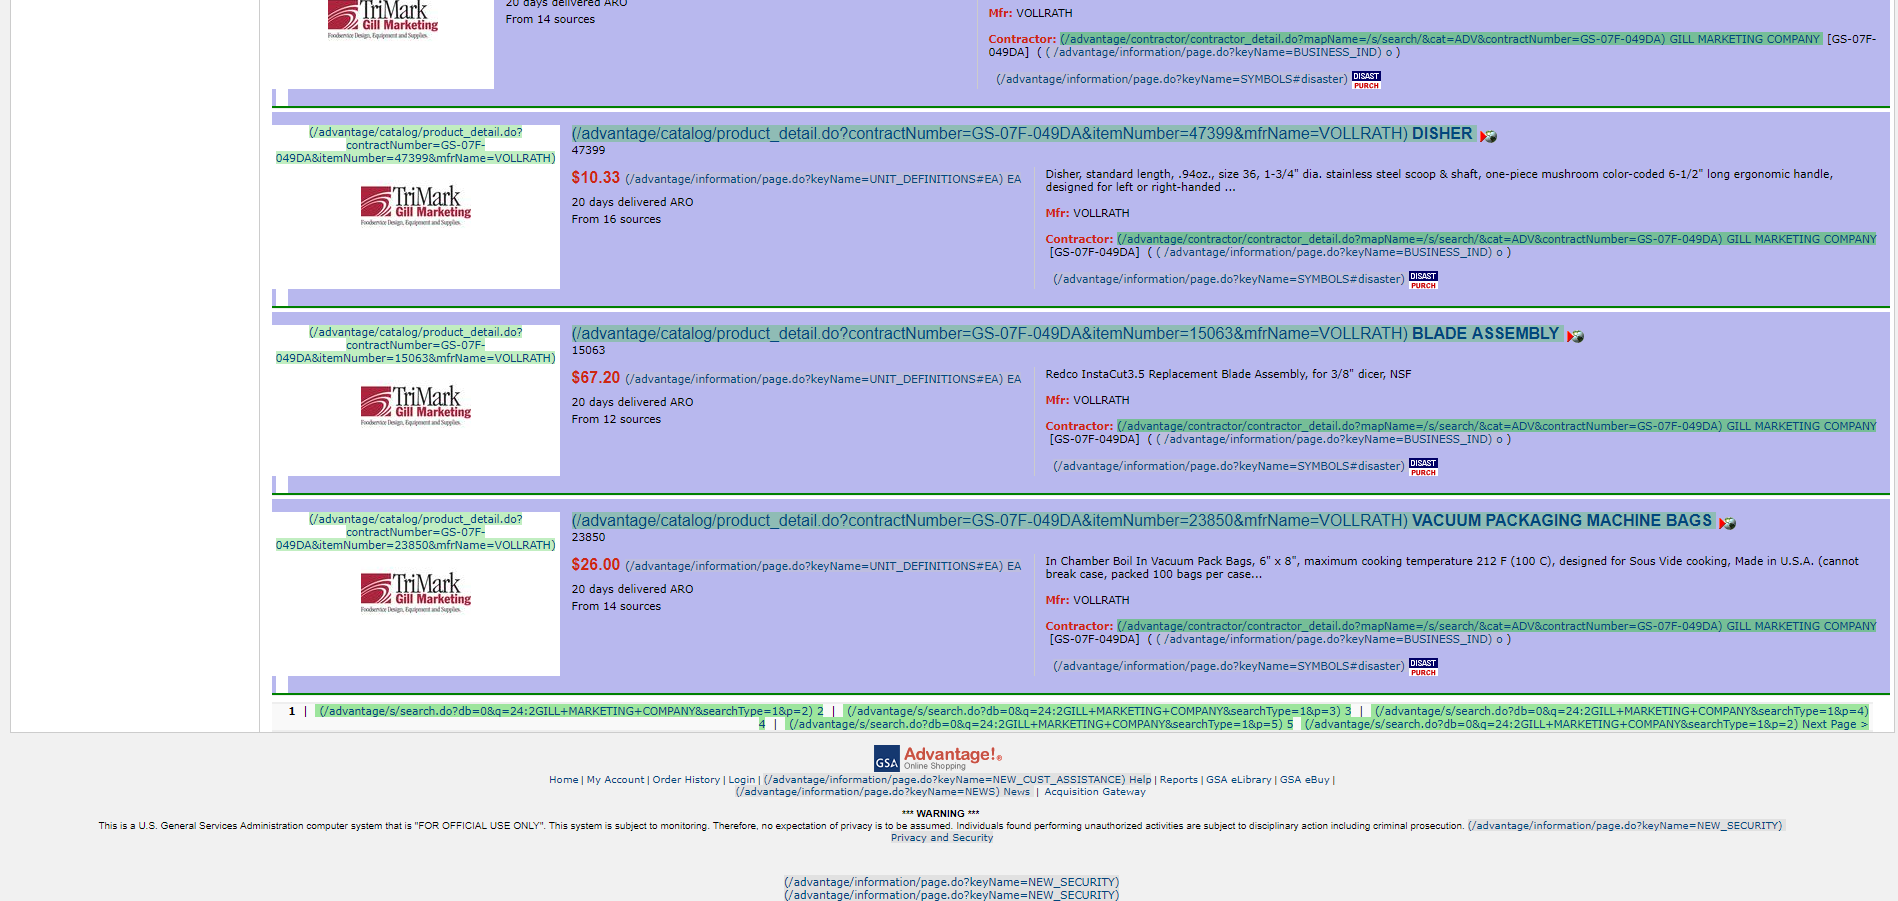 TriMark
Gill Marketing
Foodservice Design, Equipment and Supplies.
20 days delivered ARO
From 14 sources
Mfr: VOLLRATH
Contractor: (/advantage/contractor/contractor_detail.do?mapName=/s/search/&cat=ADV&contractNumber=GS-07F-049DA) GILL MARKETING COMPANY [GS-07F-
049DA] ( ( /advantage/information/page.do?keyName=BUSINESS_IND) o )
(/advantage/information/page.do?keyName=SYMBOLS#disaster) DISAST
PURCH
(/advantage/catalog/product_detail.do?
contractNumber=GS-07F-
049DA&itemNumber=47399&mfrName=VOLLRATH)
TriMark
Gill Marketing
Foodservice Design, Equipment and Supplies.
(/advantage/catalog/product_detail.do?contractNumber=GS-07F-049DA&itemNumber=47399&mfrName=VOLLRATH) DISHER
47399
$10.33 (/advantage/information/page.do?keyName=UNIT_DEFINITIONS#EA) EA
20 days delivered ARO
From 16 sources
Disher, standard length, .94oz., size 36, 1-3/4" dia. stainless steel scoop & shaft, one-piece mushroom color-coded 6-1/2" long ergonomic handle,
designed for left or right-handed ...
Mfr: VOLLRATH
Contractor: (/advantage/contractor/contractor_detail.do?mapName=/s/search/&cat=ADV&contractNumber=GS-07F-049DA) GILL MARKETING COMPANY
[GS-07F-049DA] ( ( /advantage/information/page.do?keyName=BUSINESS_IND) o )
(/advantage/information/page.do?keyName=SYMBOLS#disaster) DISAST
PURCH
(/advantage/catalog/product_detail.do?
contractNumber=GS-07F-
049DA&itemNumber=15063&mfrName=VOLLRATH)
TriMark
Gill Marketing
Foodservice Design, Equipment and Supplies.
(/advantage/catalog/product_detail.do?contractNumber=GS-07F-049DA&itemNumber=15063&mfrName=VOLLRATH) BLADE ASSEMBLY
15063
$67.20 (/advantage/information/page.do?keyName=UNIT_DEFINITIONS#EA) EA
20 days delivered ARO
From 12 sources
Redco InstaCut3.5 Replacement Blade Assembly, for 3/8" dicer, NSF
Mfr: VOLLRATH
Contractor: (/advantage/contractor/contractor_detail.do?mapName=/s/search/&cat=ADV&contractNumber=GS-07F-049DA) GILL MARKETING COMPANY
[GS-07F-049DA] ( ( /advantage/information/page.do?keyName=BUSINESS_IND) o )
(/advantage/information/page.do?keyName=SYMBOLS#disaster) DISAST
PURCH
(/advantage/catalog/product_detail.do?
contractNumber=GS-07F-
049DA&itemNumber=23850&mfrName=VOLLRATH)
TriMark
Gill Marketing
Foodservice Design, Equipment and Supplies.
(/advantage/catalog/product_detail.do?contractNumber=GS-07F-049DA&itemNumber=23850&mfrName=VOLLRATH) VACUUM PACKAGING MACHINE BAGS
23850
$26.00 (/advantage/information/page.do?keyName=UNIT_DEFINITIONS#EA) EA
20 days delivered ARO
From 14 sources
In Chamber Boil In Vacuum Pack Bags, 6" x 8", maximum cooking temperature 212 F (100 C), designed for Sous Vide cooking, Made in U.S.A. (cannot
break case, packed 100 bags per case...
Mfr: VOLLRATH
Contractor: (/advantage/contractor/contractor_detail.do?mapName=/s/search/&cat=ADV&contractNumber=GS-07F-049DA) GILL MARKETING COMPANY
[GS-07F-049DA] ( ( /advantage/information/page.do?keyName=BUSINESS_IND) o )
(/advantage/information/page.do?keyName=SYMBOLS#disaster) DISAST
PURCH
1 | (/advantage/s/search.do?db=0&q=24:2GILL+MARKETING+COMPANY&searchType=1&p=2) 2 | (/advantage/s/search.do?db=0&q=24:2GILL+MARKETING+COMPANY&searchType=1&p=3) 3 | (/advantage/s/search.do?db=0&q=24:2GILL+MARKETING+COMPANY&searchType=1&p=4)
4 | (/advantage/s/search.do?db=0&q=24:2GILL+MARKETING+COMPANY&searchType=1&p=5) 5 (/advantage/s/search.do?db=0&q=24:2GILL+MARKETING+COMPANY&searchType=1&p=2) Next Page >
GSA Advantage!®
Online Shopping
Home | My Account | Order History | Login | (/advantage/information/page.do?keyName=NEW_CUST_ASSISTANCE) Help | Reports | GSA eLibrary | GSA eBuy |
(/advantage/information/page.do?keyName=NEWS) News | Acquisition Gateway
*** WARNING ***
This is a U.S. General Services Administration computer system that is "FOR OFFICIAL USE ONLY". This system is subject to monitoring. Therefore, no expectation of privacy is to be assumed. Individuals found performing unauthorized activities are subject to disciplinary action including criminal prosecution. (/advantage/information/page.do?keyName=NEW_SECURITY)
Privacy and Security
(/advantage/information/page.do?keyName=NEW_SECURITY)
(/advantage/information/page.do?keyName=NEW_SECURITY)